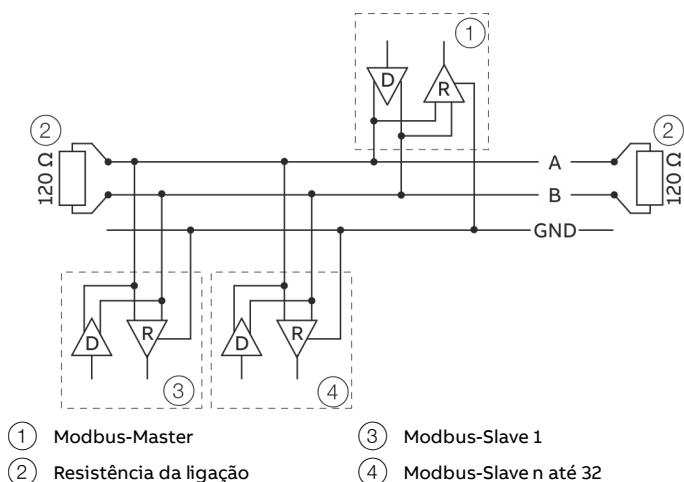 1
D
R
2
120 Ω
A
B
GND
2
120 Ω
D
R
3
D
R
4
1 Modbus-Master
3 Modbus-Slave 1
2 Resistência da ligação
4 Modbus-Slave n até 32